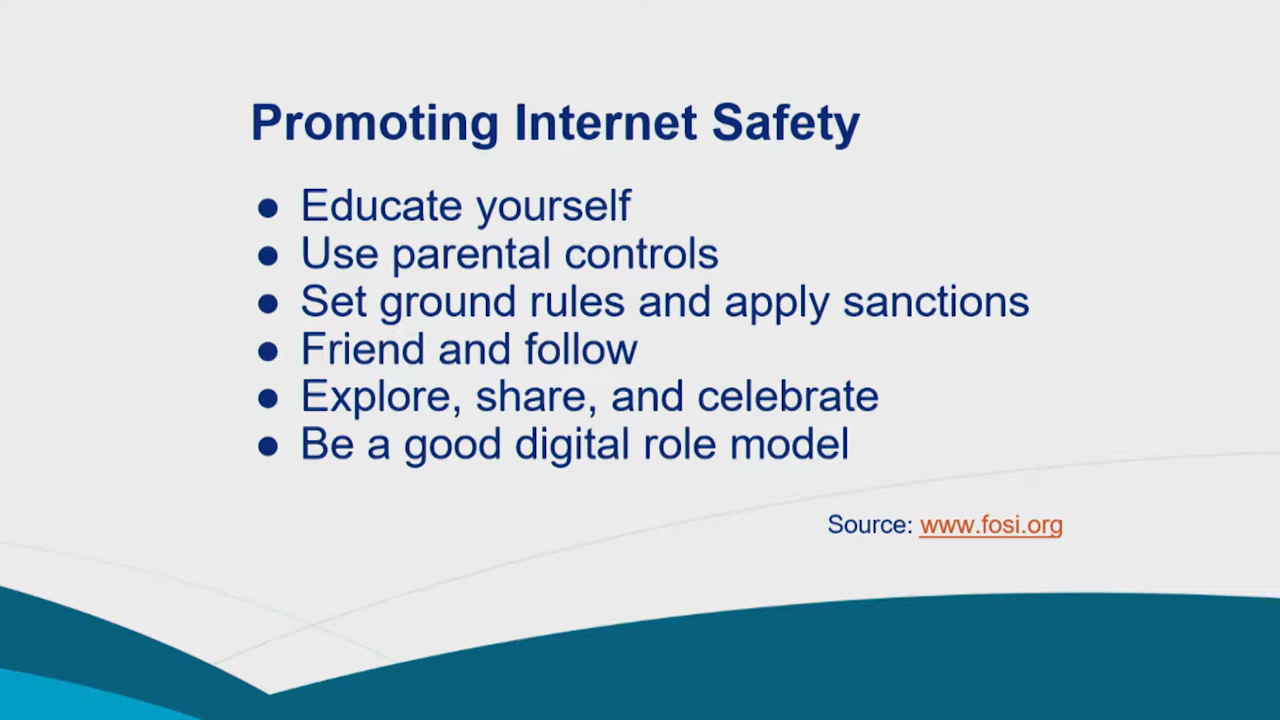 Promoting Internet Safety
● Educate yourself
● Use parental controls
● Set ground rules and apply sanctions
● Friend and follow
● Explore, share, and celebrate
● Be a good digital role model
Source: www.fosi.org